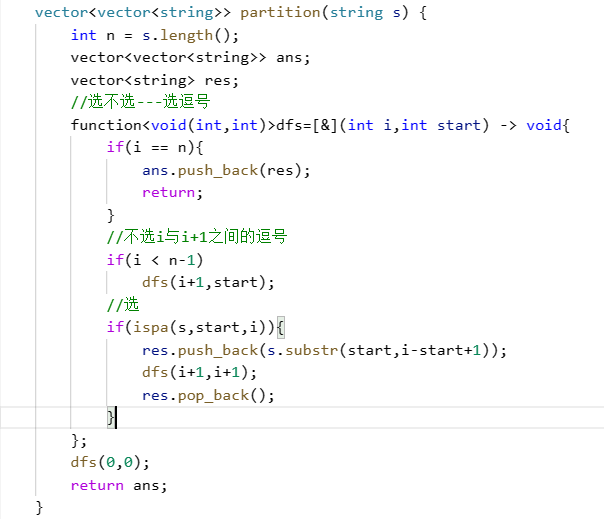 vector<vector<string>> partition(string s) {
    int n = s.length();
    vector<vector<string>> ans;
    vector<string> res;
    //选不选---选逗号
    function<void(int,int)>dfs=[&](int i,int start) -> void{
        if(i == n){
            ans.push_back(res);
            return;
        }
        //不选i与i+1之间的逗号
        if(i < n-1)
            dfs(i+1,start);
        //选
        if(ispa(s,start,i)){
            res.push_back(s.substr(start,i-start+1));
            dfs(i+1,i+1);
            res.pop_back();
        }
    };
    dfs(0,0);
    return ans;
}